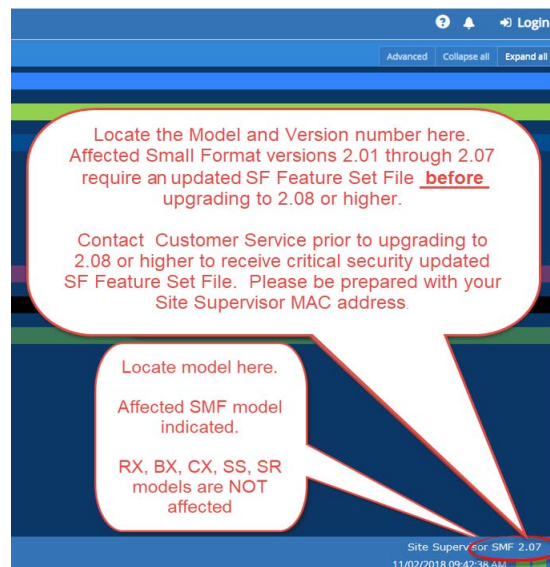 Login
Advanced Collapse all Expand all
Locate the Model and Version number here.
Affected Small Format versions 2.01 through 2.07
require an updated SF Feature Set File before
upgrading to 2.08 or higher.
Contact Customer Service prior to upgrading to
2.08 or higher to receive critical security updated
SF Feature Set File. Please be prepared with your
Site Supervisor MAC address.
Locate model here.
Affected SMF model
indicated.
RX, BX, CX, SS, SR
models are NOT
affected
Site Supervisor SMF 2.07
11/02/2018 09:42:38 AM